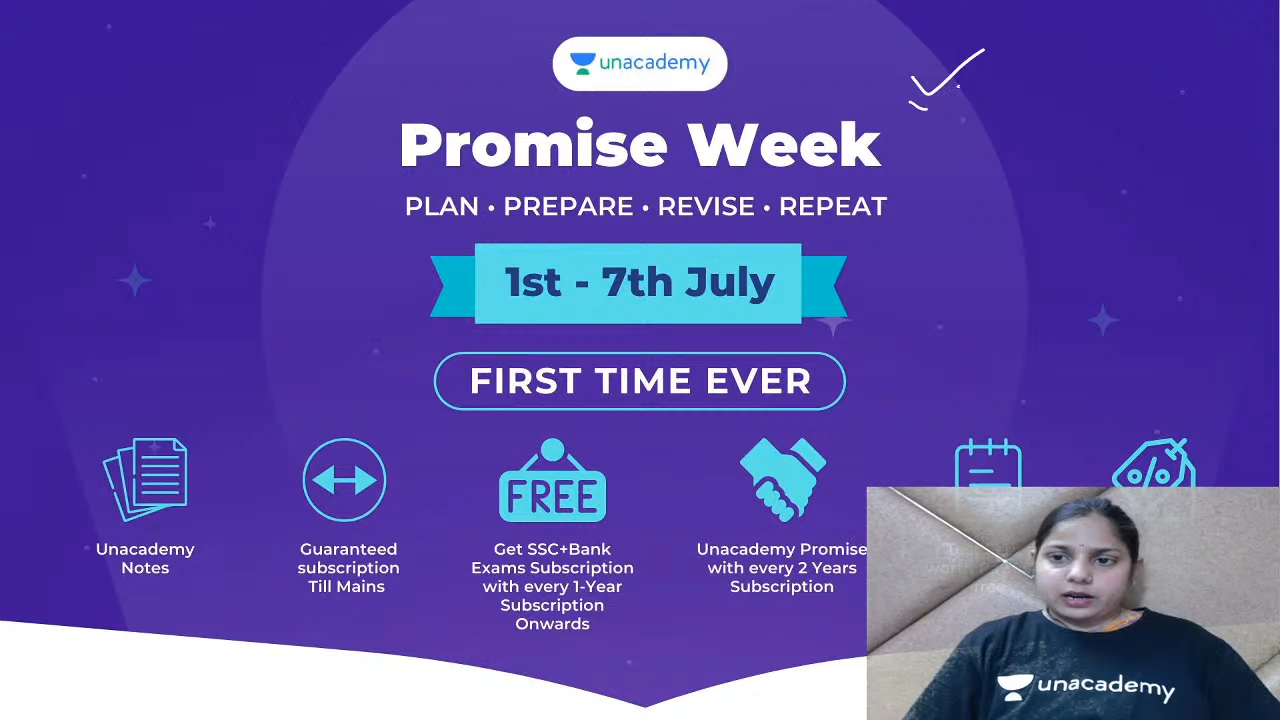 unacademy
Promise Week
PLAN • PREPARE • REVISE • REPEAT
1st - 7th July
FIRST TIME EVER
Unacademy
Notes
Guaranteed
subscription
Till Mains
FREE
Get SSC+Bank
Exams Subscription
with every 1-Year
Subscription
Onwards
Unacademy Promise
with every 2 Years
Subscription
unacademy